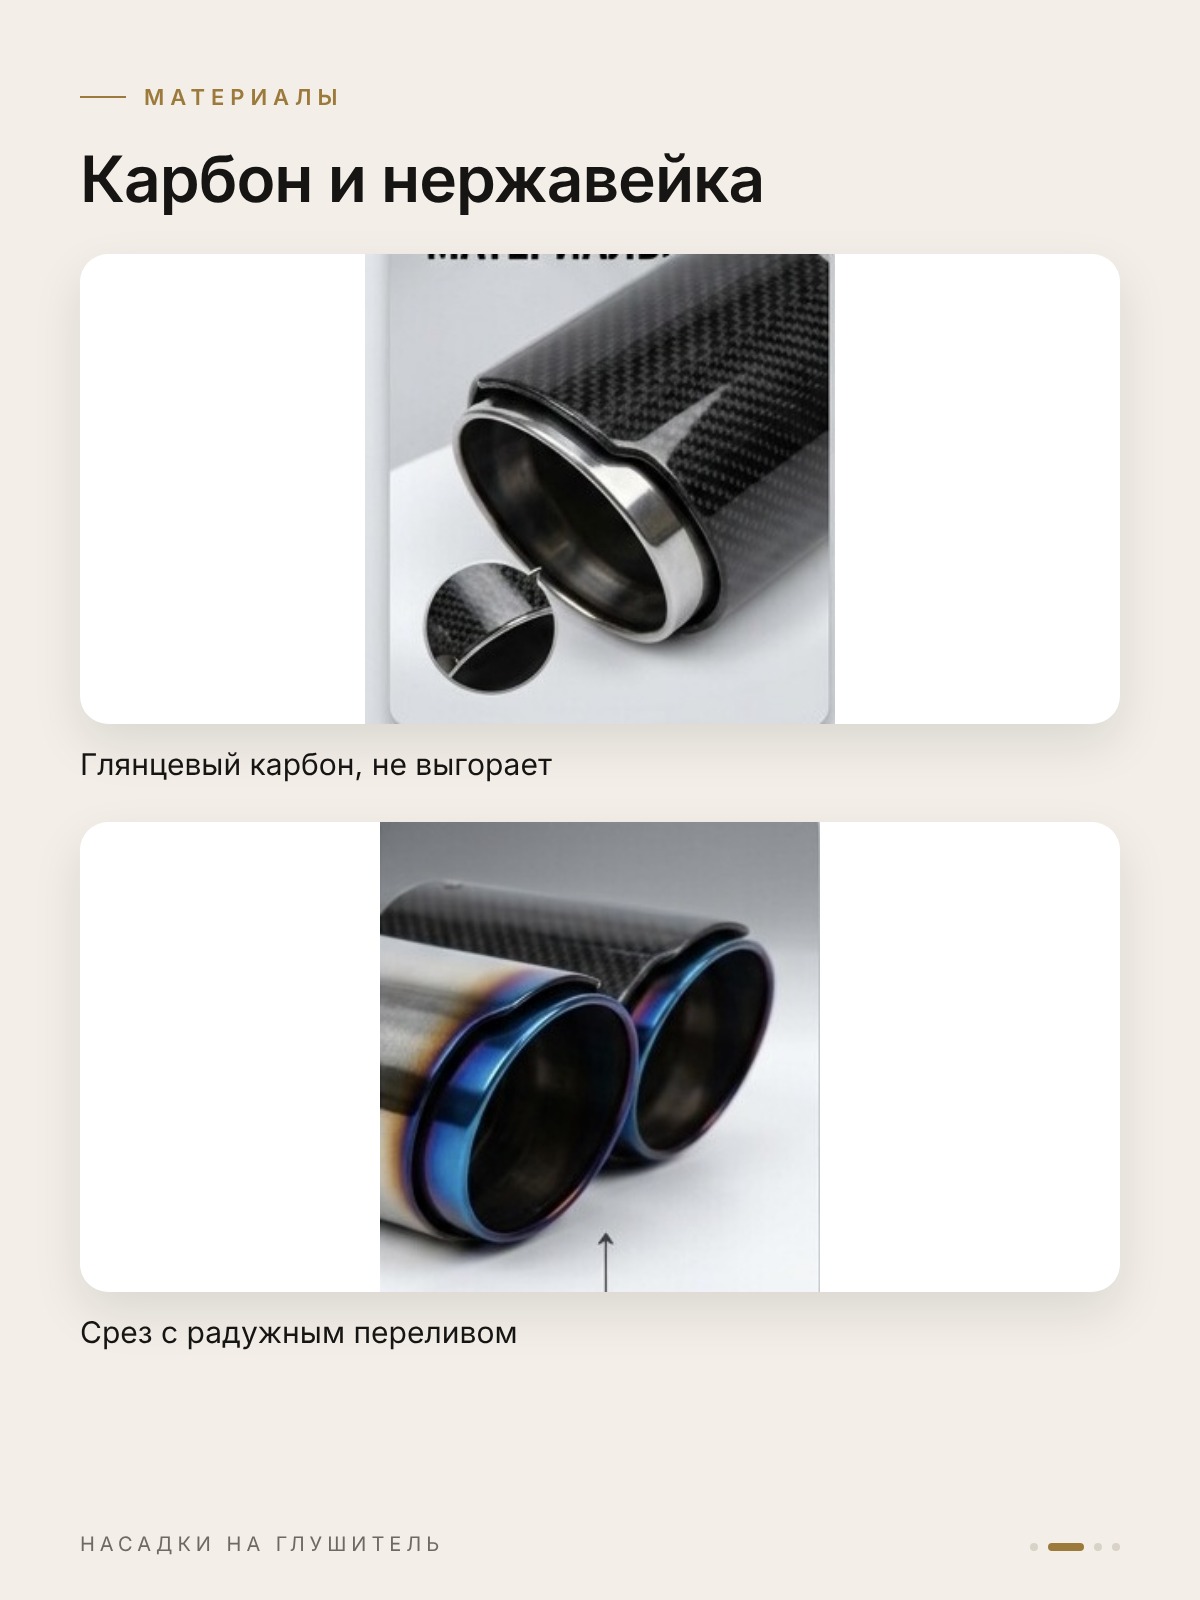 МАТЕРИАЛЫ
Карбон и нержавейка
Глянцевый карбон, не выгорает
Срез с радужным переливом
НАСАДКИ НА ГЛУШИТЕЛЬ